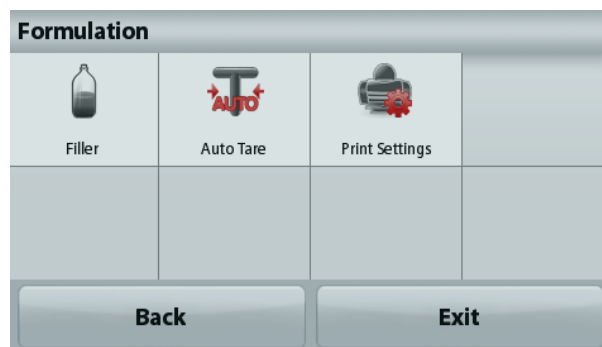 Formulation
AUTO
Filler
Auto Tare
Print Settings
Back
Exit